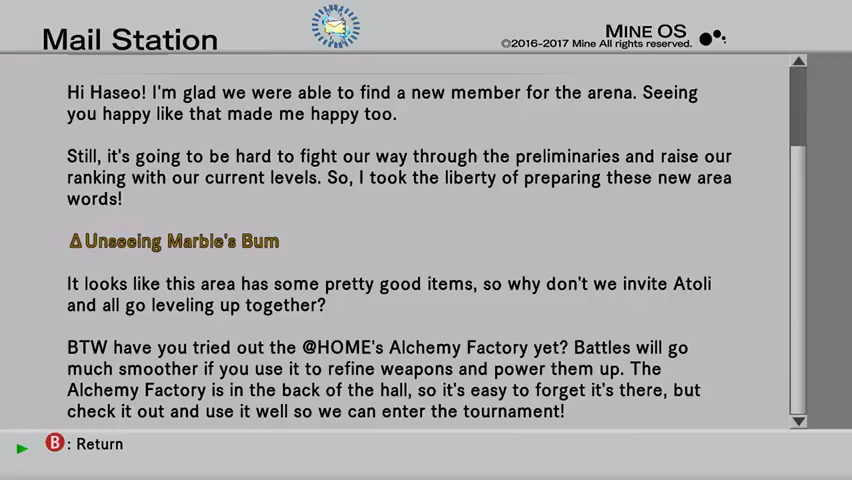 Mail Station
MINE OS
©2016-2017 Mine All rights reserved.
Hi Haseo! I'm glad we were able to find a new member for the arena. Seeing
you happy like that made me happy too.
Still, it's going to be hard to fight our way through the preliminaries and raise our
ranking with our current levels. So, I took the liberty of preparing these new area
words!
Δ Unseeing Marble's Bum
It looks like this area has some pretty good items, so why don't we invite Atoli
and all go leveling up together?
BTW have you tried out the @HOME's Alchemy Factory yet? Battles will go
much smoother if you use it to refine weapons and power them up. The
Alchemy Factory is in the back of the hall, so it's easy to forget it's there, but
check it out and use it well so we can enter the tournament!
B : Return